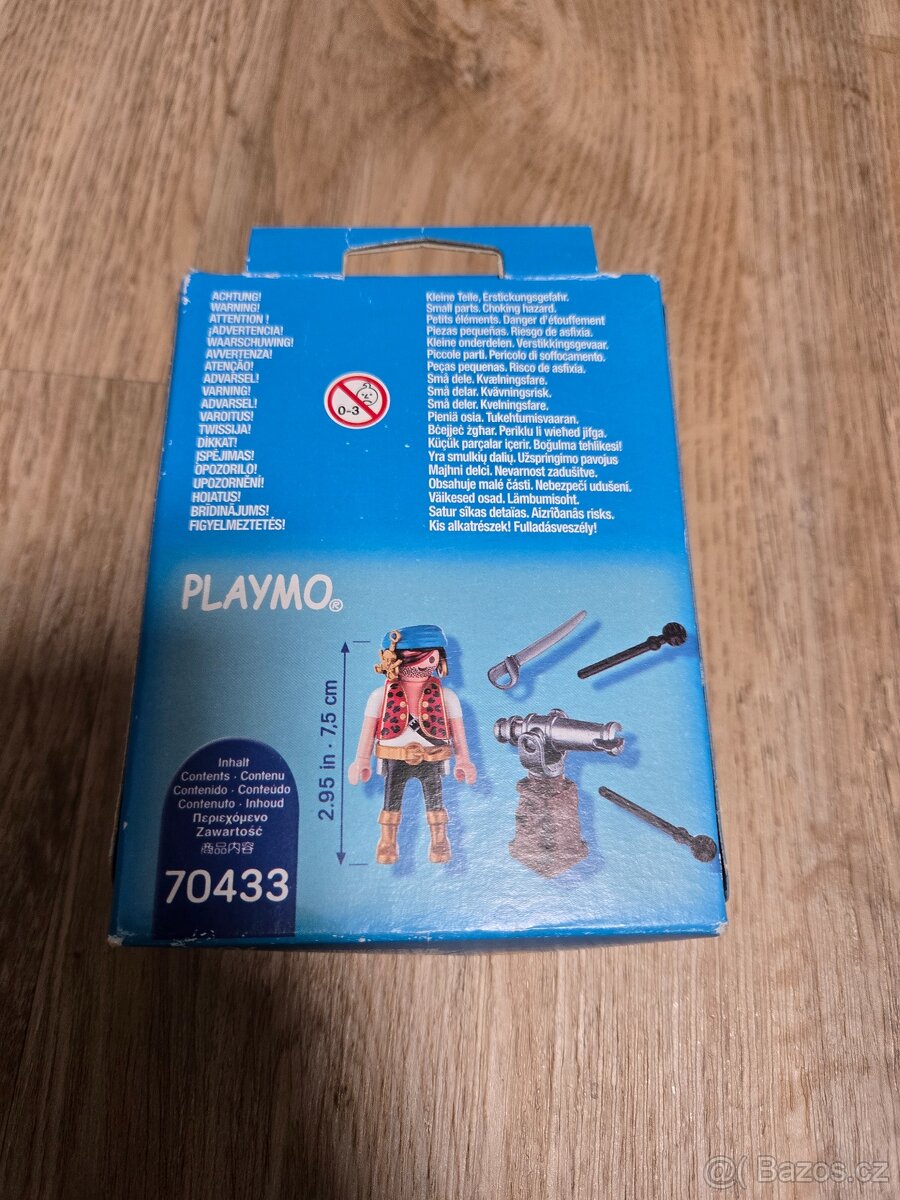 ACHTUNG!
WARNING!
ATTENTION !
¡ADVERTENCIA!
WAARSCHUWING!
AVVERTENZA!
ATENÇÃO!
ADVARSEL!
VARNING!
ADVARSEL!
VAROITUS!
TWISSIJA!
DİKKAT!
ĮSPĖJIMAS!
OPOZORILO!
UPOZORNĚNÍ!
HOIATUS!
BRĪDINĀJUMS!
FIGYELMEZTETÉS!
Kleine Teile, Erstickungsgefahr.
Small parts. Choking hazard.
Petits éléments. Danger d'étouffement
Piezas pequeñas. Riesgo de asfixia.
Kleine onderdelen. Verstikkingsgevaar.
Piccole parti. Pericolo di soffocamento.
Peças pequenas. Risco de asfixia.
Små dele. Kvælningsfare.
Små delar. Kvävningsrisk.
Små deler. Kvelningsfare.
Pieniä osia. Tukehtumisvaaran.
Bċejjeċ żgħar. Periklu li wieħed jifga.
Küçük parçalar içerir. Boğulma tehlikesi!
Yra smulkių dalių. Užspringimo pavojus
Majhni delci. Nevarnost zadušitve.
Obsahuje malé části. Nebezpečí udušení.
Väikesed osad. Lämbumisoht.
Satur sīkas detaļas. Aizrīšanās risks.
Kis alkatrészek! Fulladásveszély!
0-3
PLAYMO®
2.95 in · 7,5 cm
Inhalt
Contents · Contenu
Contenido · Conteúdo
Contenuto · Inhoud
Περιεχόμενο
Zawartość
商品内容
70433
@ Bazos.cz